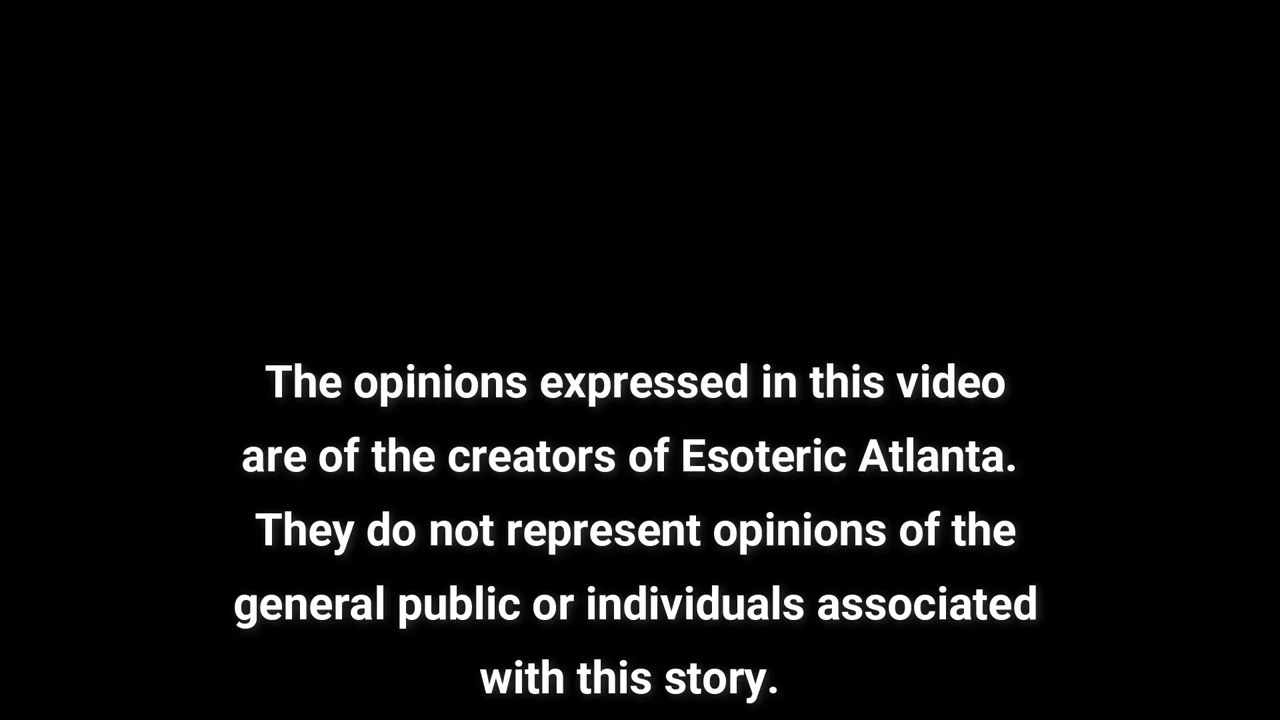 The opinions expressed in this video
are of the creators of Esoteric Atlanta.
They do not represent opinions of the
general public or individuals associated
with this story.